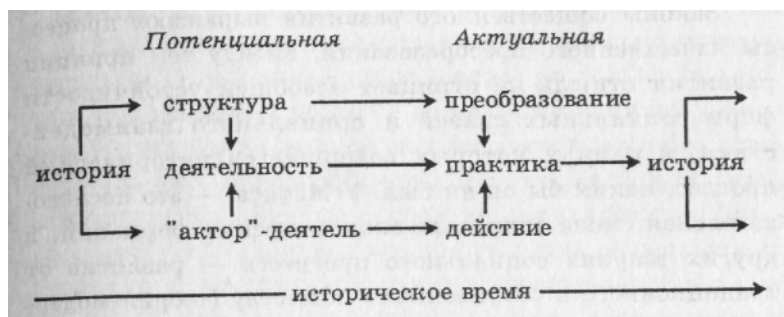 Потенциальная Актуальная
структура преобразование
история деятельность практика история
"актор"-деятель действие
историческое время